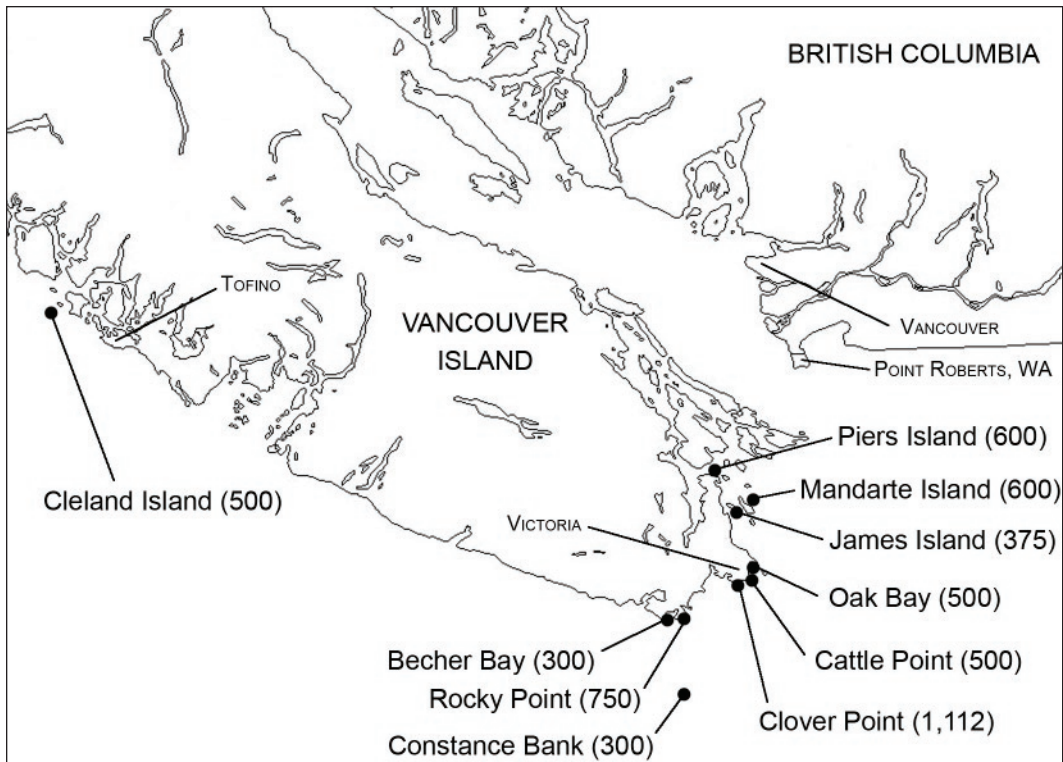 BRITISH COLUMBIA
TOFINO
VANCOUVER
ISLAND
VANCOUVER
POINT ROBERTS, WA
Piers Island (600)
Cleland Island (500)
Mandarte Island (600)
VICTORIA
James Island (375)
Oak Bay (500)
Becher Bay (300)
Cattle Point (500)
Rocky Point (750)
Clover Point (1,112)
Constance Bank (300)